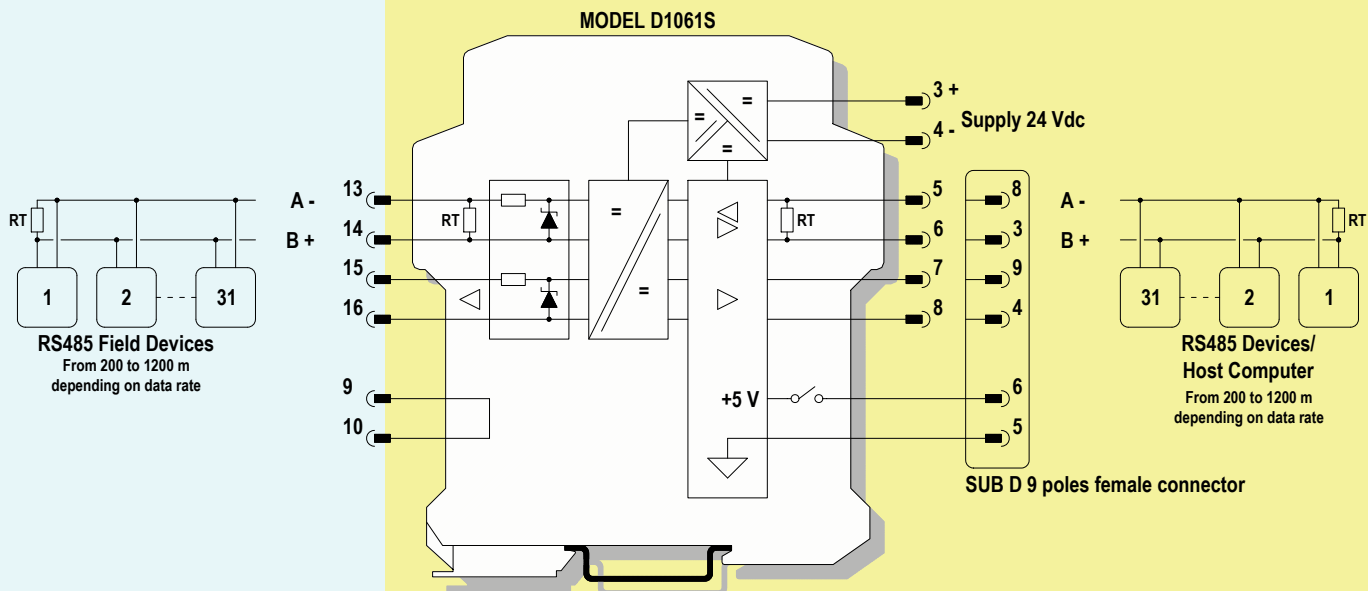 MODEL D1061S
3 +
Supply 24 Vdc
4 -
=
=
=
A -
13
RT
RT
5
8
A -
RT
RT
B +
14
=
6
3
B +
15
7
9
=
16
8
4
1
2
31
31
2
1
RS485 Field Devices
From 200 to 1200 m
depending on data rate
RS485 Devices/
Host Computer
From 200 to 1200 m
depending on data rate
9
+5 V
6
10
5
SUB D 9 poles female connector